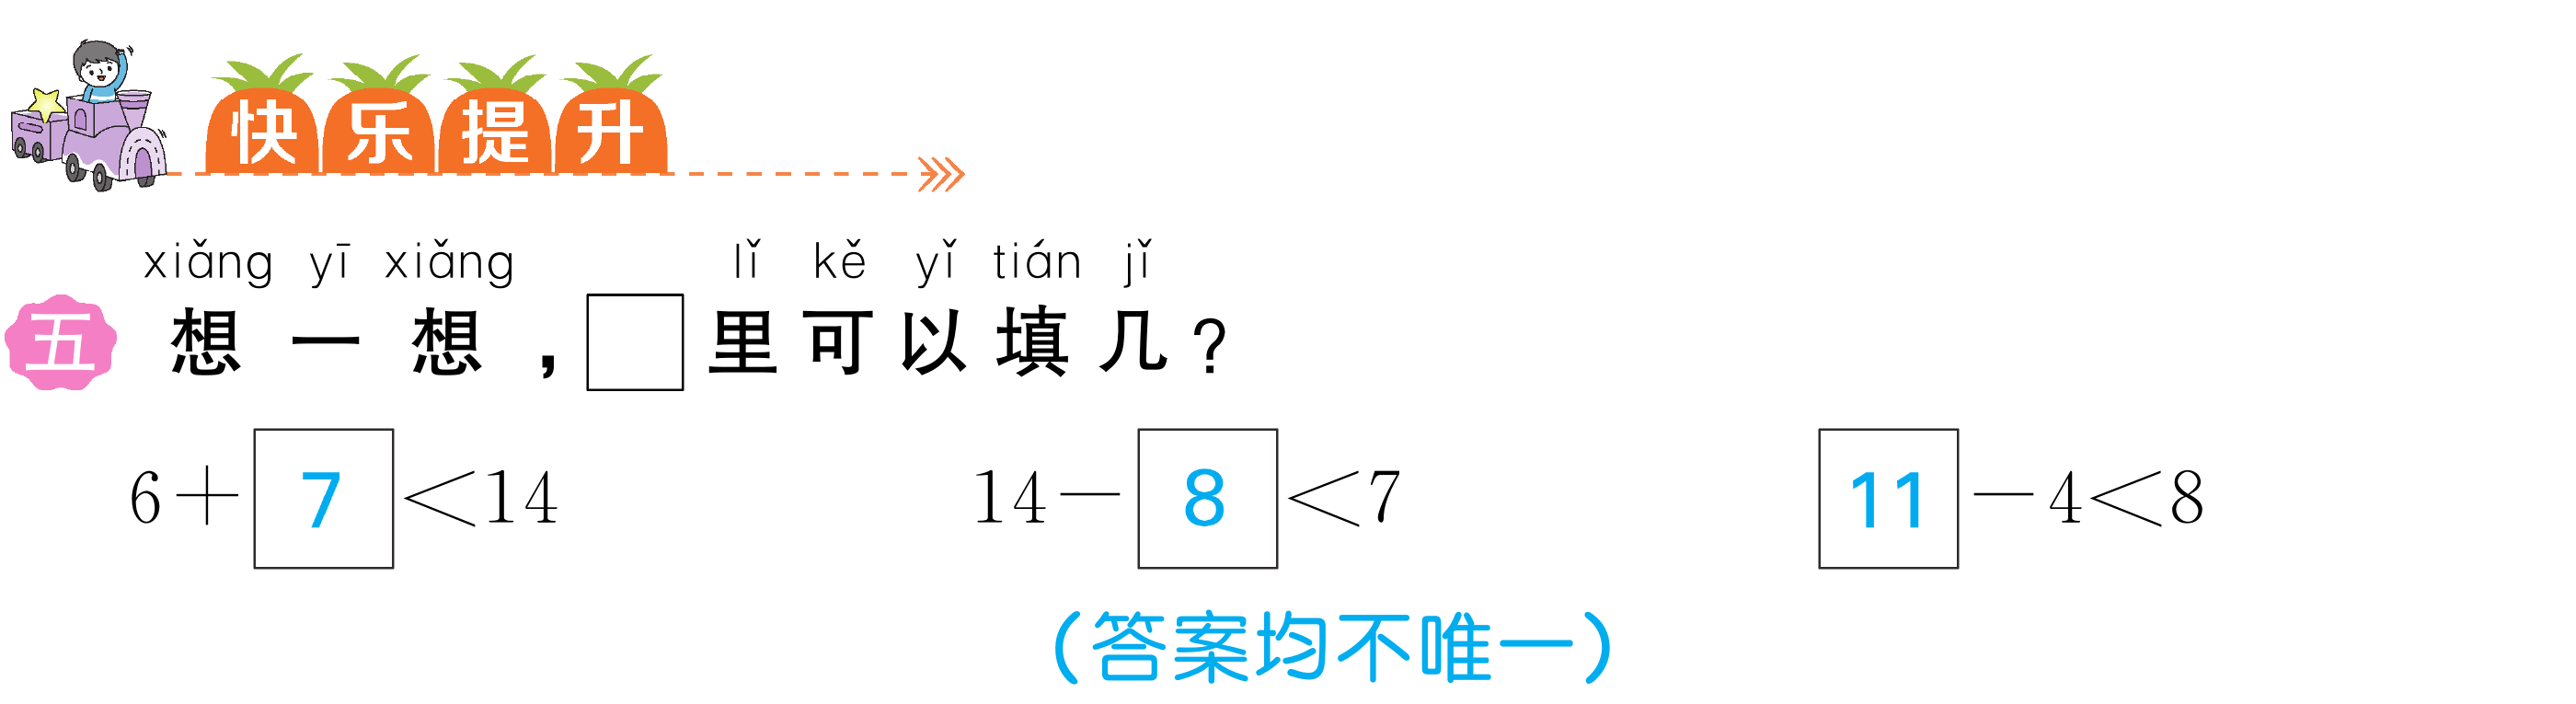 快乐提升
xiǎng yī xiǎng lǐ kě yǐ tián jǐ
五 想一想，□里可以填几？
6+7<14 14-8<7 11-4<8
（答案均不唯一）